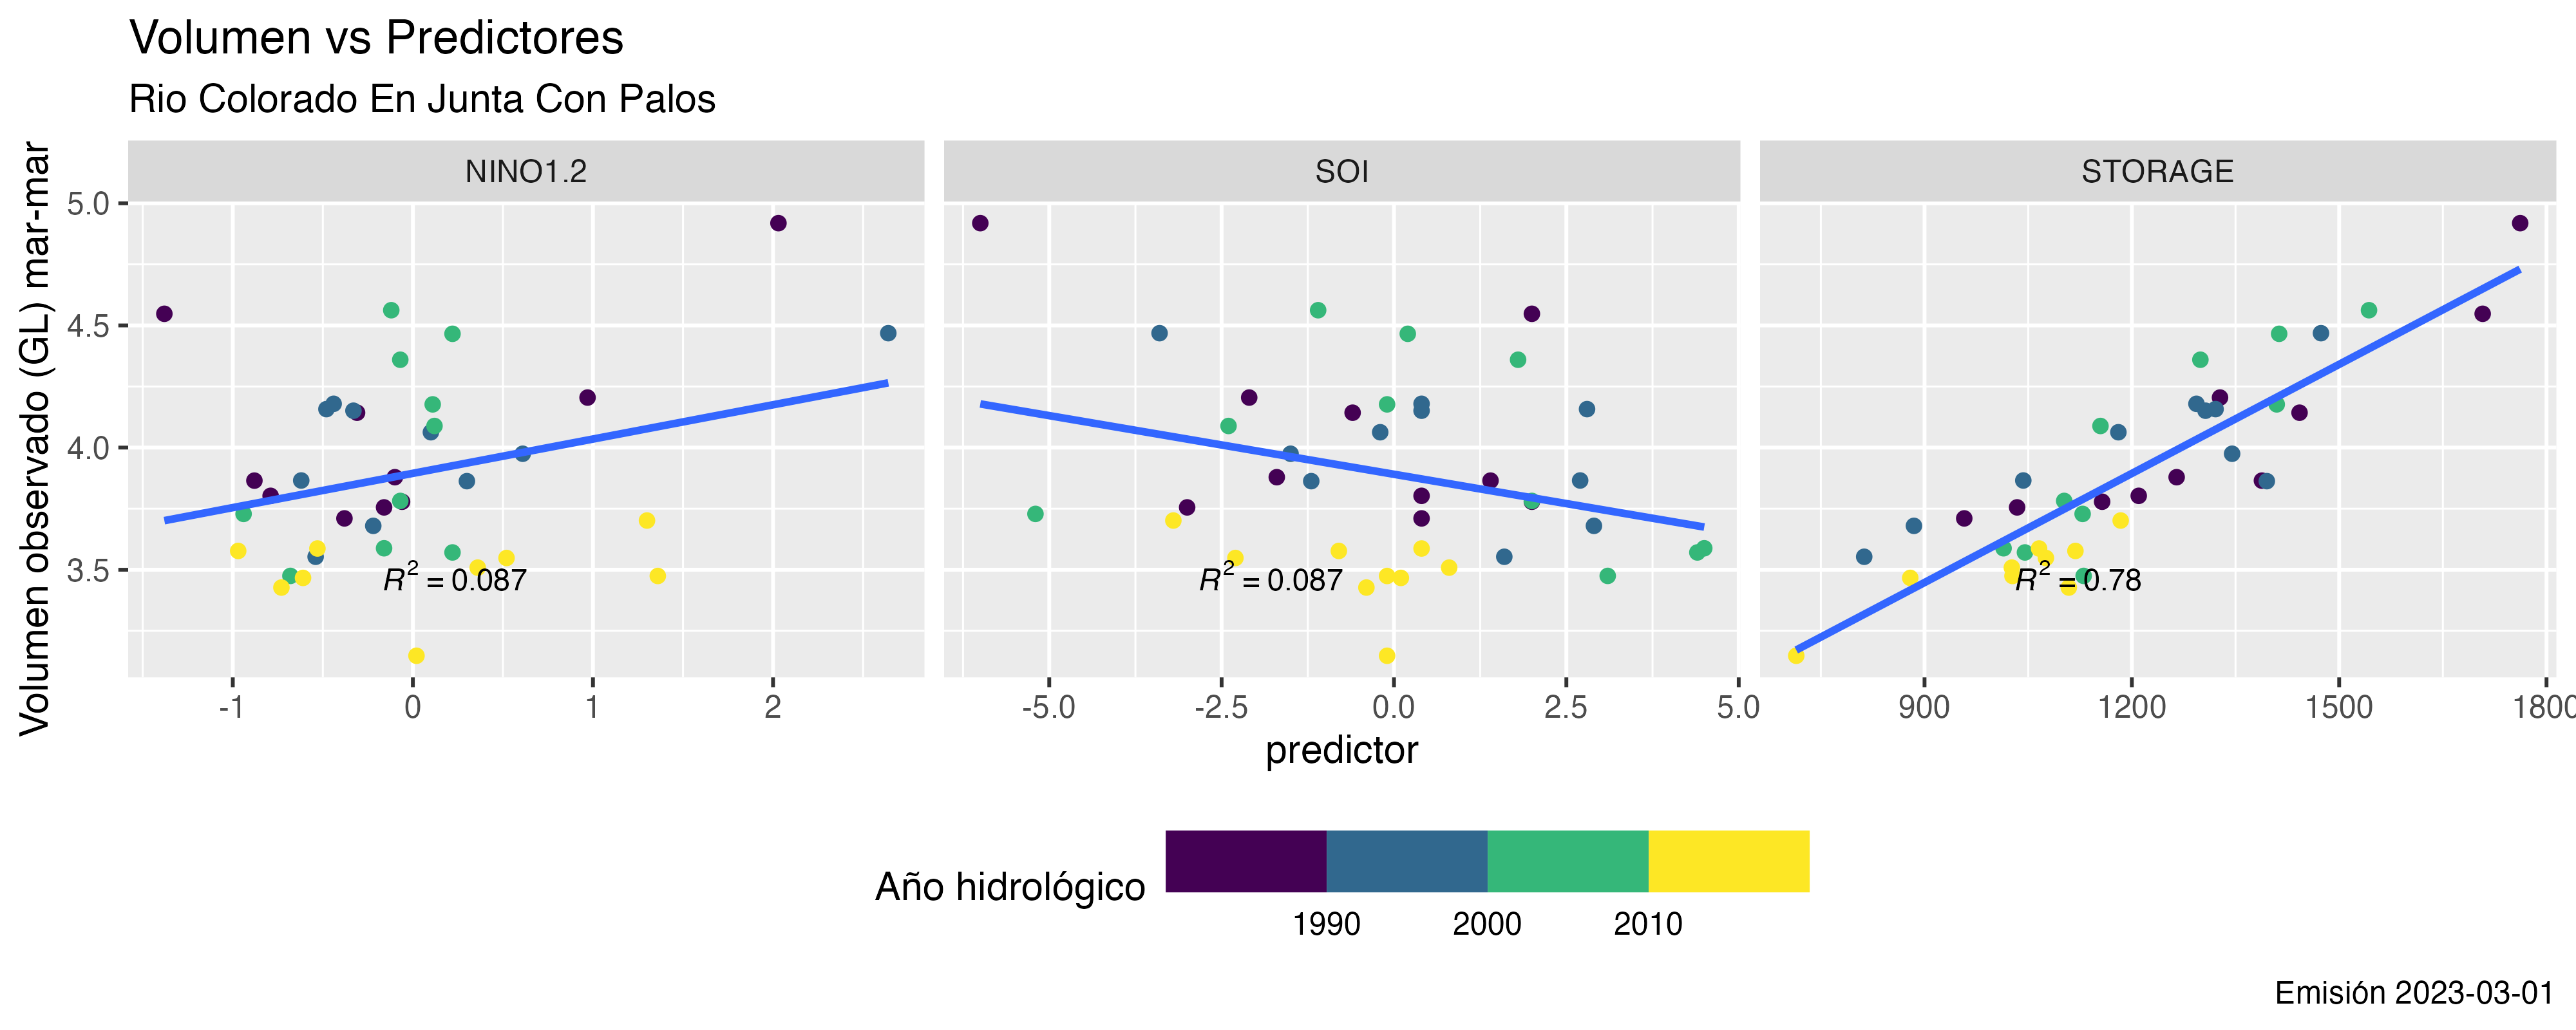 Volumen vs Predictores
Rio Colorado En Junta Con Palos
NINO1.2 SOI STORAGE
Volumen observado (GL) mar-mar
5.0
4.5
4.0
3.5
R² = 0.087 R² = 0.087 R² = 0.78
-1 0 1 2 -5.0 -2.5 0.0 2.5 5.0 900 1200 1500 1800
predictor
Año hidrológico
1990 2000 2010
Emisión 2023-03-01